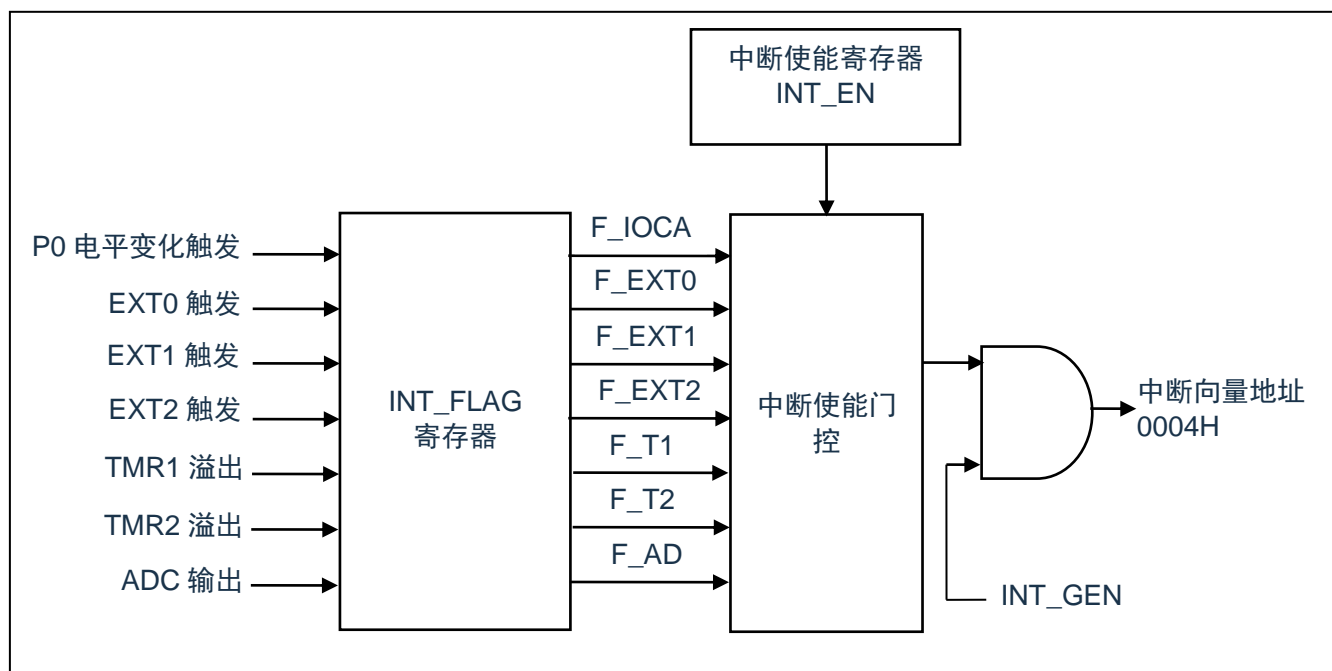 中断使能寄存器
INT_EN
P0 电平变化触发
EXT0 触发
EXT1 触发
EXT2 触发
TMR1 溢出
TMR2 溢出
ADC 输出
INT_FLAG
寄存器
F_IOCA
F_EXT0
F_EXT1
F_EXT2
F_T1
F_T2
F_AD
中断使能门
控
中断向量地址
0004H
INT_GEN